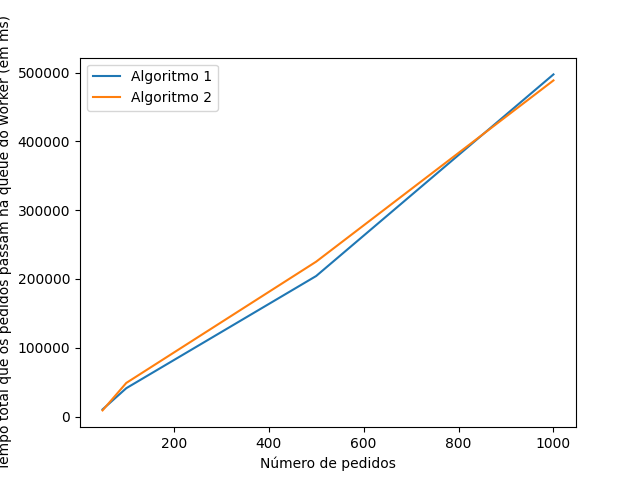 Algoritmo 1
Algoritmo 2
Tempo total que os pedidos passam na queue do worker (em ms)
500000
400000
300000
200000
100000
0
200
400
600
800
1000
Número de pedidos